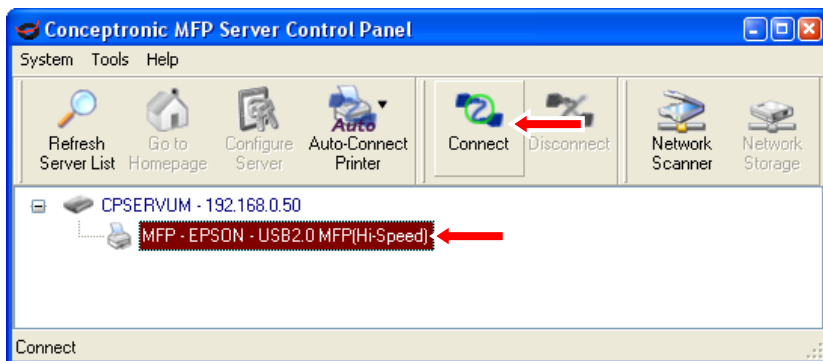 Conceptronic MFP Server Control Panel
System Tools Help
Refresh Server List
Go to Homepage
Configure Server
Auto
Auto-Connect Printer
Connect
Disconnect
Network Scanner
Network Storage
CPSERVUM - 192.168.0.50
MFP - EPSON - USB2.0 MFP(Hi-Speed)
Connect